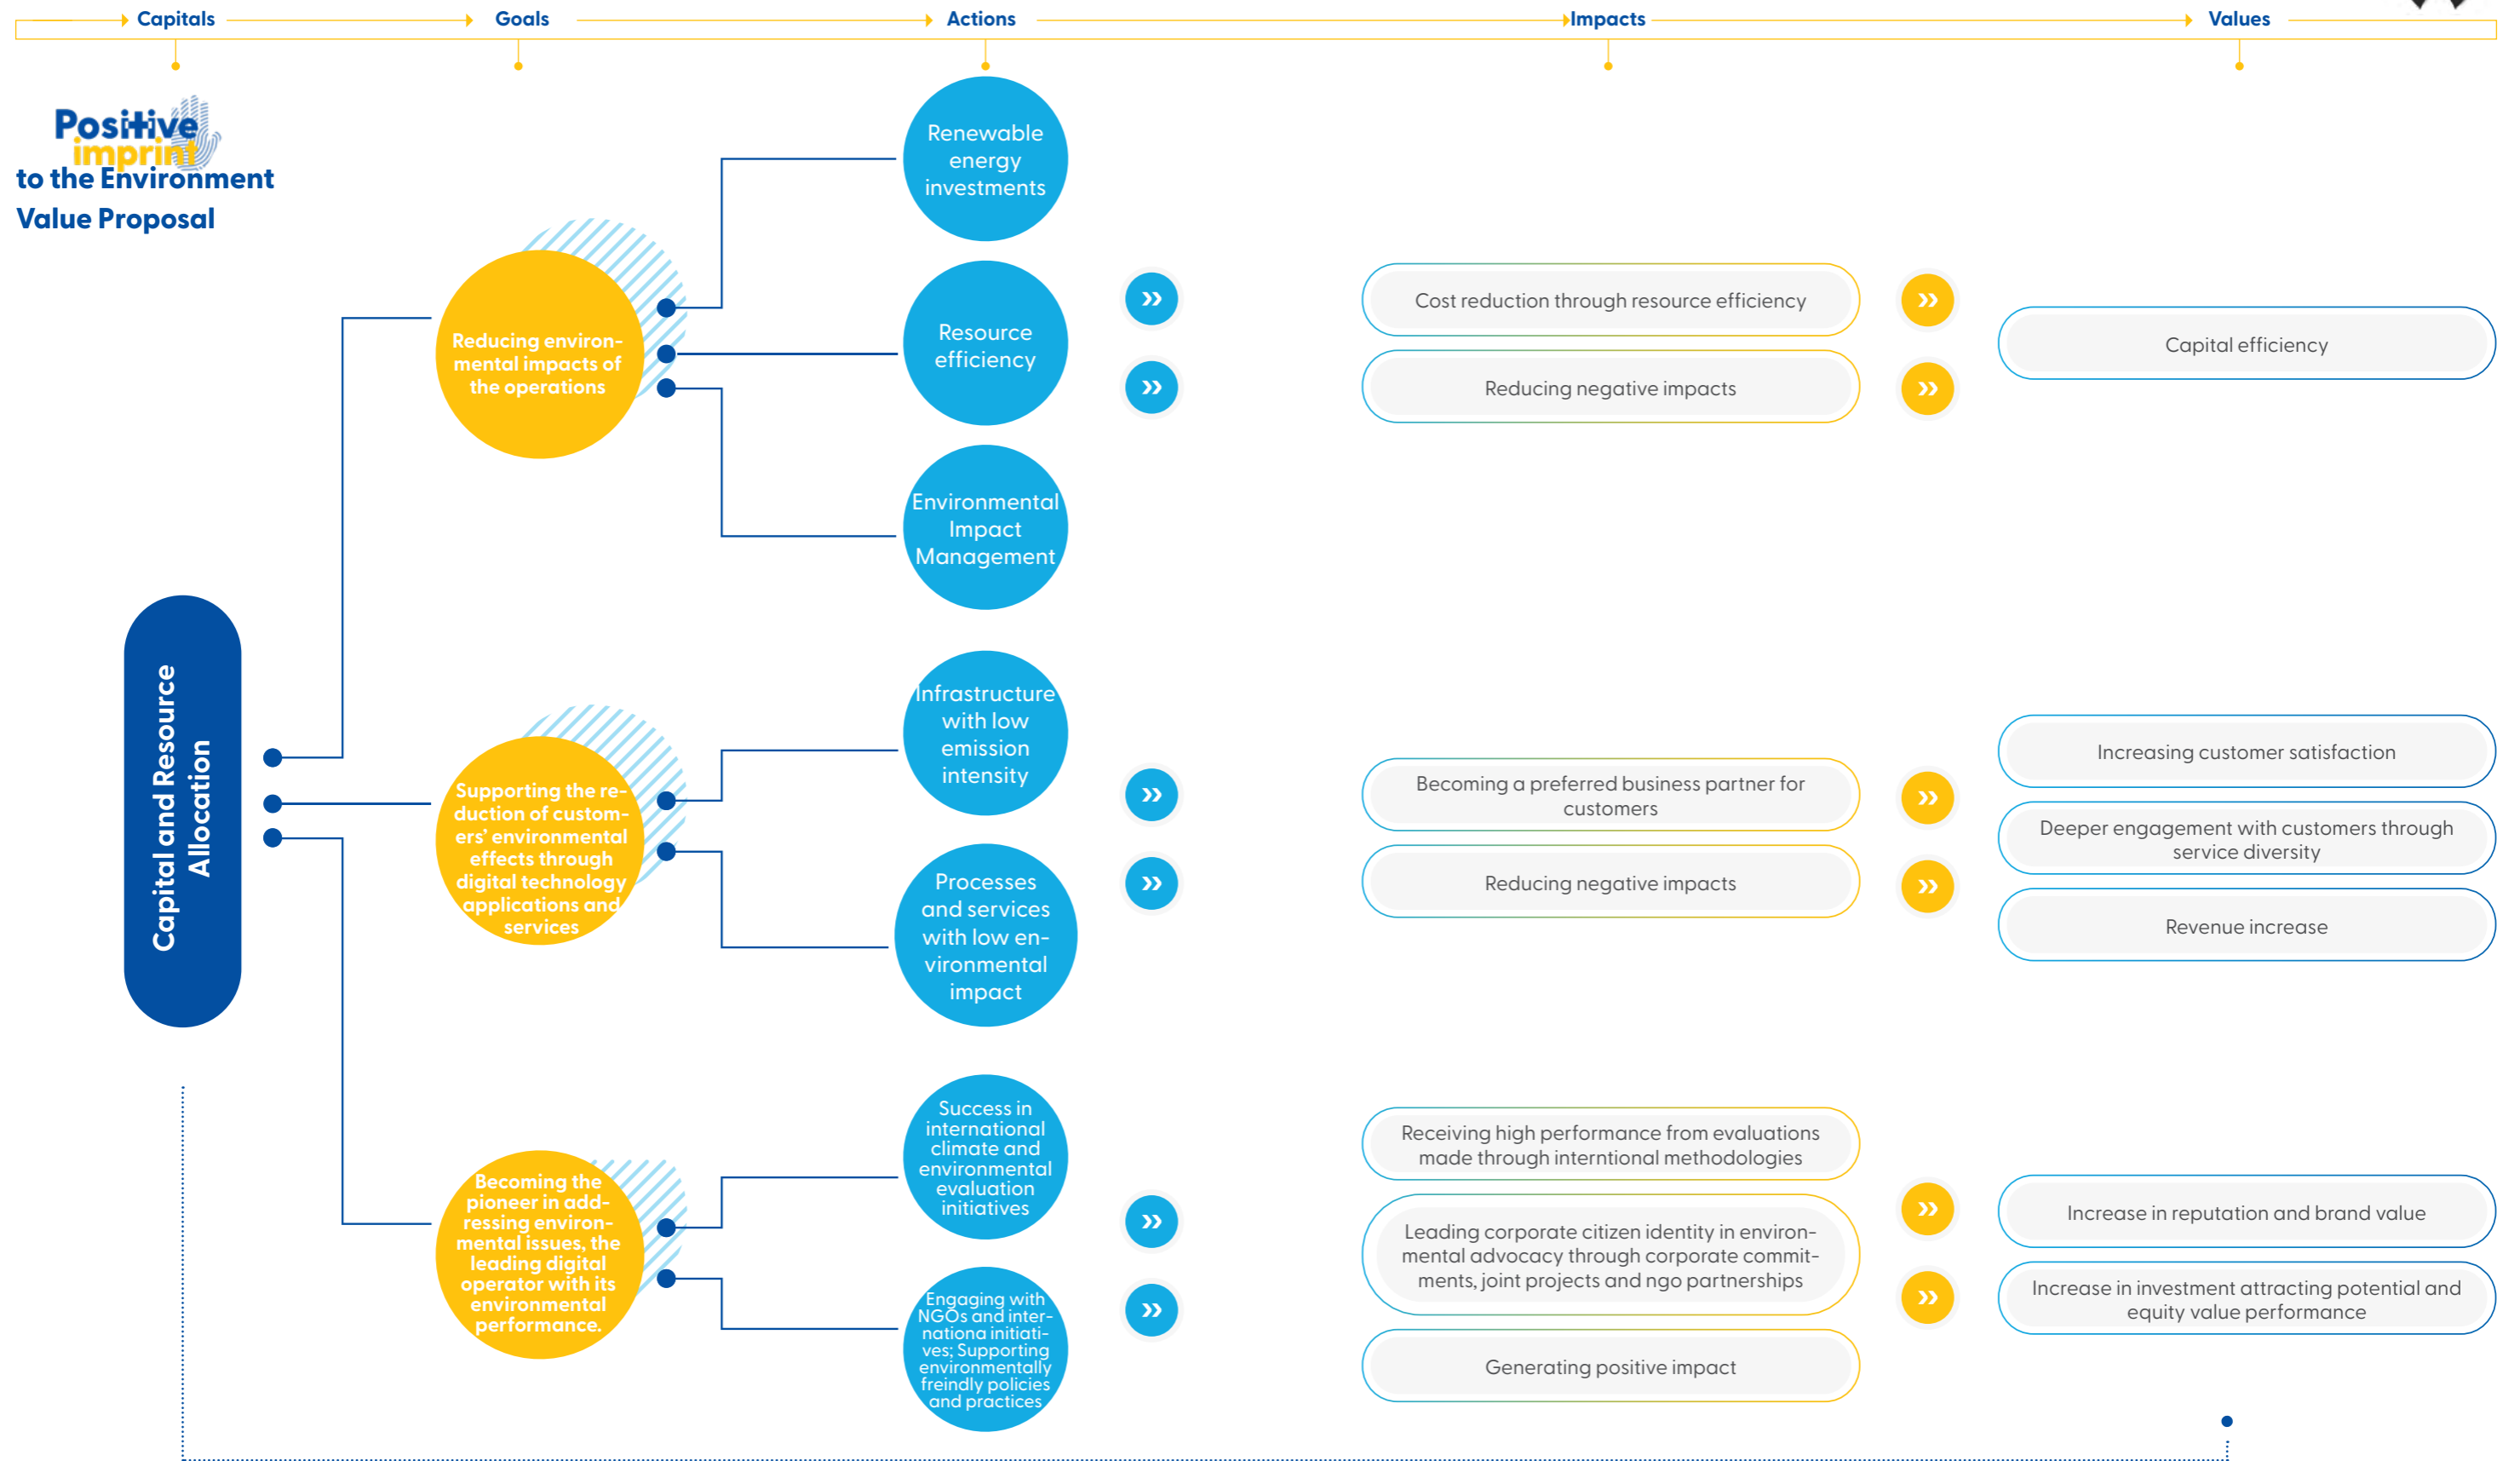 Capitals
Goals
Actions
Impacts
Values
Positive
imprint
to the Environment
Value Proposal
Capital and Resource
Allocation
Reducing environ-
mental impacts of
the operations
Renewable
energy
investments
Resource
efficiency
Environmental
Impact
Management
Cost reduction through resource efficiency
Reducing negative impacts
Capital efficiency
Supporting the re-
duction of custom-
ers’ environmental
effects through
digital technology
applications and
services
Infrastructure
with low
emission
intensity
Processes
and services
with low en-
vironmental
impact
Becoming a preferred business partner for
customers
Reducing negative impacts
Increasing customer satisfaction
Deeper engagement with customers through
service diversity
Revenue increase
Becoming the
pioneer in add-
ressing environ-
mental issues, the
leading digital
operator with its
environmental
performance.
Success in
international
climate and
environmental
evaluation
initiatives
Engaging with
NGOs and inter-
nationa initiati-
ves; Supporting
environmentally
freindly policies
and practices
Receiving high performance from evaluations
made through interntional methodologies
Leading corporate citizen identity in environ-
mental advocacy through corporate commit-
ments, joint projects and ngo partnerships
Generating positive impact
Increase in reputation and brand value
Increase in investment attracting potential and
equity value performance